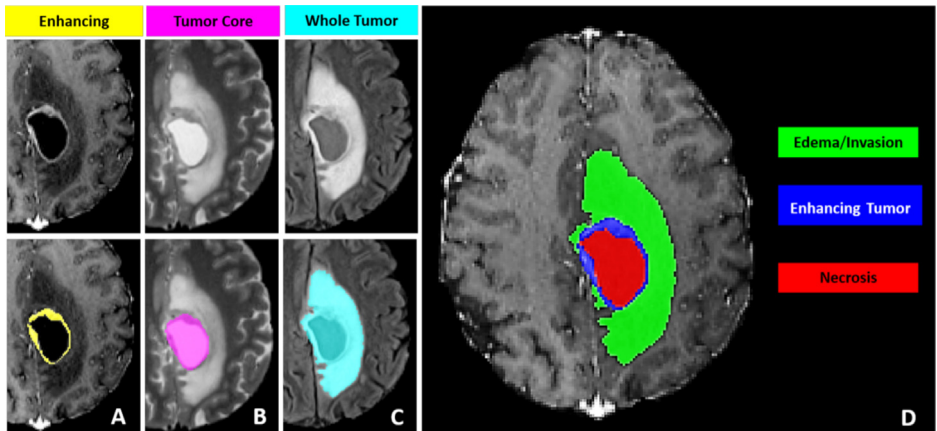 Enhancing
Tumor Core
Whole Tumor
Edema/Invasion
Enhancing Tumor
Necrosis
A
B
C
D